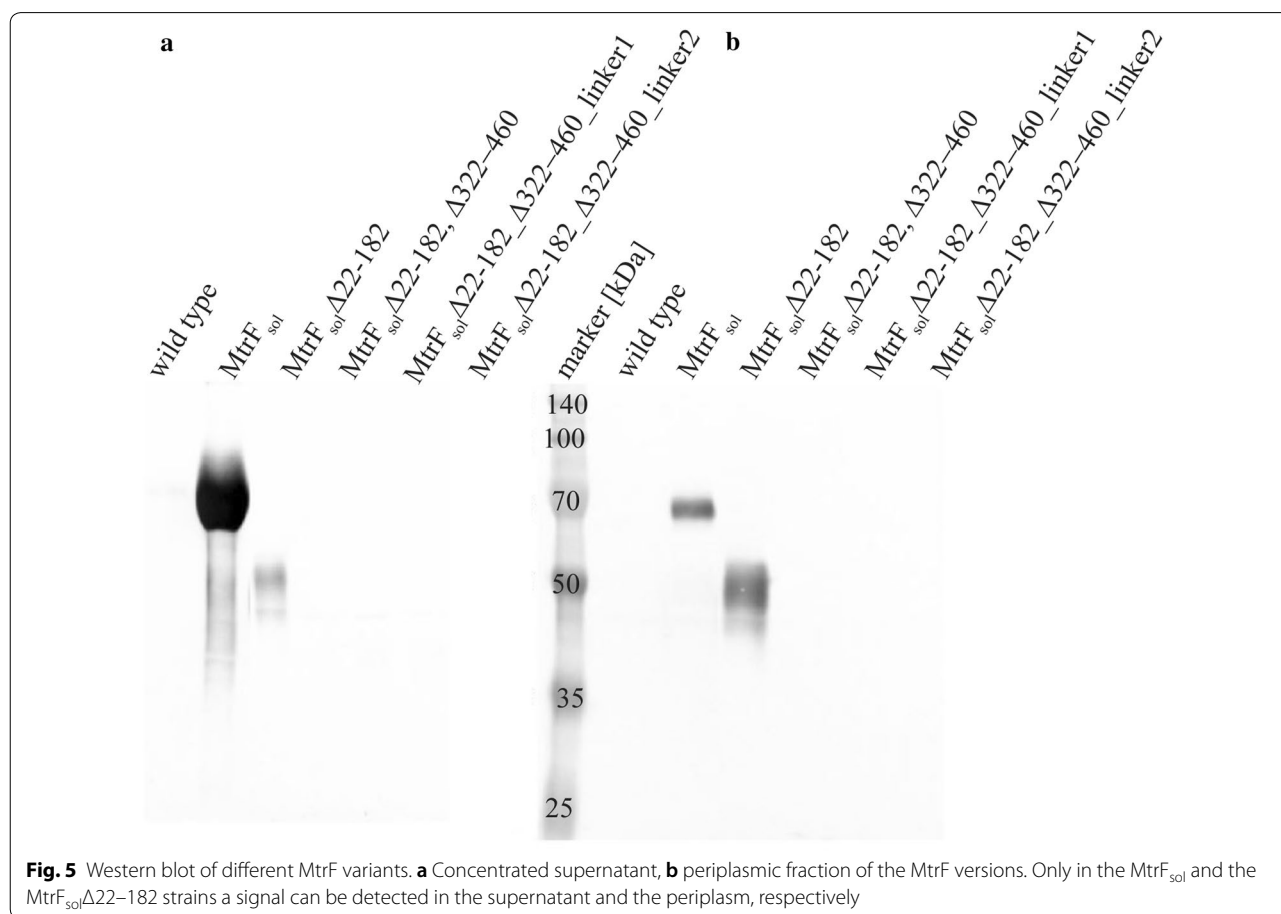 a
b
wild type
MtrFsol
MtrFsolΔ22-182
MtrFsolΔ22-182, Δ322–460
MtrFsolΔ22-182_Δ322–460_linker1
MtrFsolΔ22-182_Δ322–460_linker2
marker [kDa]
wild type
MtrFsol
MtrFsolΔ22-182
MtrFsolΔ22-182, Δ322–460
MtrFsolΔ22-182_Δ322–460_linker1
MtrFsolΔ22-182_Δ322–460_linker2
140
100
70
50
35
25
Fig. 5 Western blot of different MtrF variants. a Concentrated supernatant, b periplasmic fraction of the MtrF versions. Only in the MtrFsol and the
MtrFsolΔ22–182 strains a signal can be detected in the supernatant and the periplasm, respectively